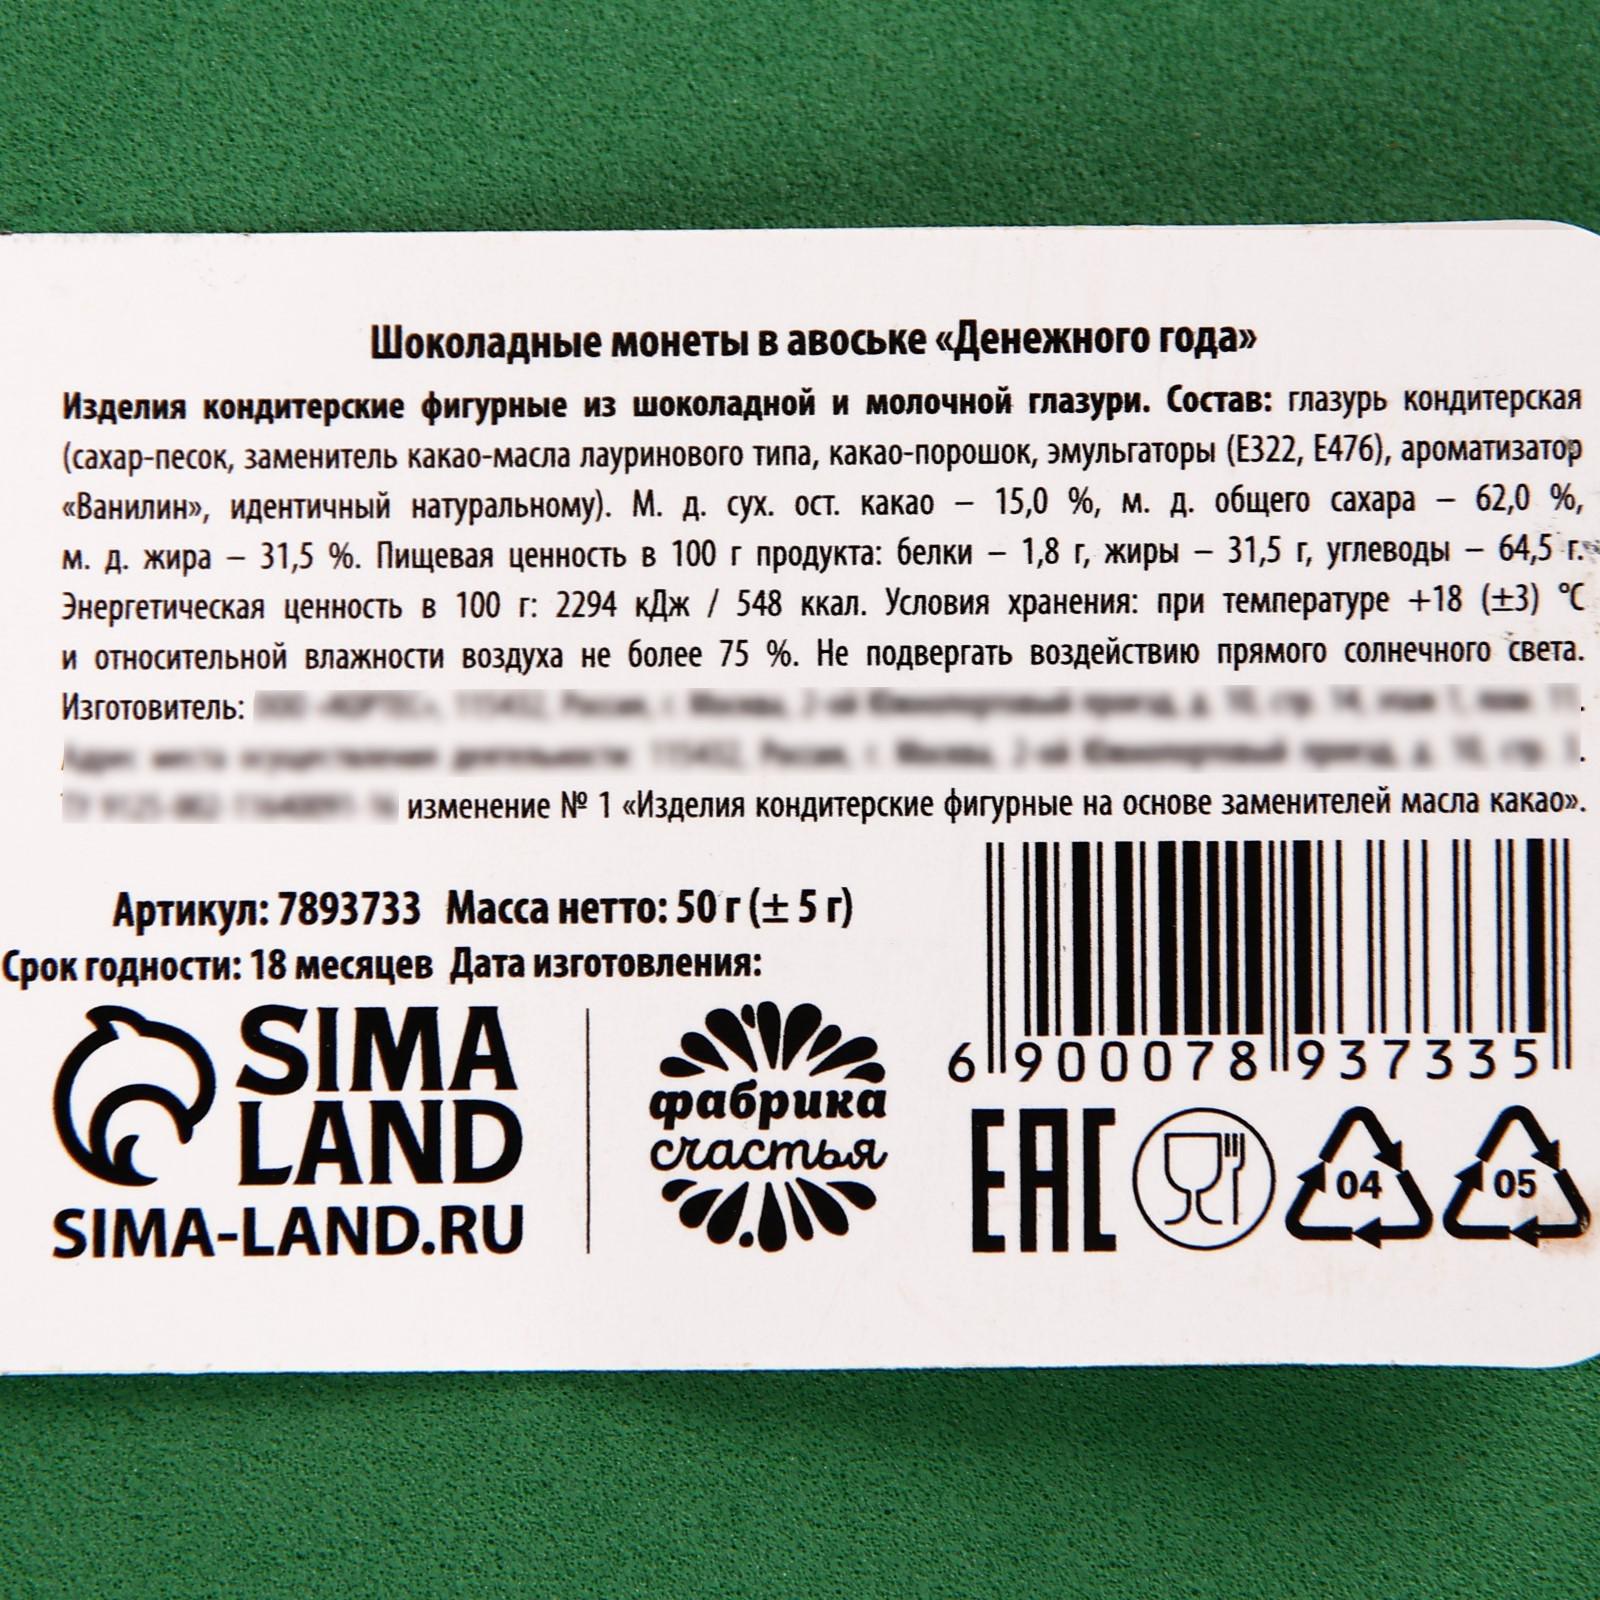 Шоколадные монеты в авоське «Денежного года»
Изделия кондитерские фигурные из шоколадной и молочной глазури. Состав: глазурь кондитерская
(сахар-песок, заменитель какао-масла лауринового типа, какао-порошок, эмульгаторы (Е322, Е476), ароматизатор
«Ванилин», идентичный натуральному). М. д. сух. ост. какао – 15,0 %, м. д. общего сахара – 62,0 %,
м. д. жира – 31,5 %. Пищевая ценность в 100 г продукта: белки – 1,8 г, жиры – 31,5 г, углеводы – 64,5 г.
Энергетическая ценность в 100 г: 2294 кДж / 548 ккал. Условия хранения: при температуре +18 (±3) °С
и относительной влажности воздуха не более 75 %. Не подвергать воздействию прямого солнечного света.
Изготовитель:
изменение № 1 «Изделия кондитерские фигурные на основе заменителей масла какао».
Артикул: 7893733 Масса нетто: 50 г (± 5 г)
Срок годности: 18 месяцев Дата изготовления:
SIMA
LAND
SIMA-LAND.RU
фабрика
счастья
6 900078 937335
EAC
04
05